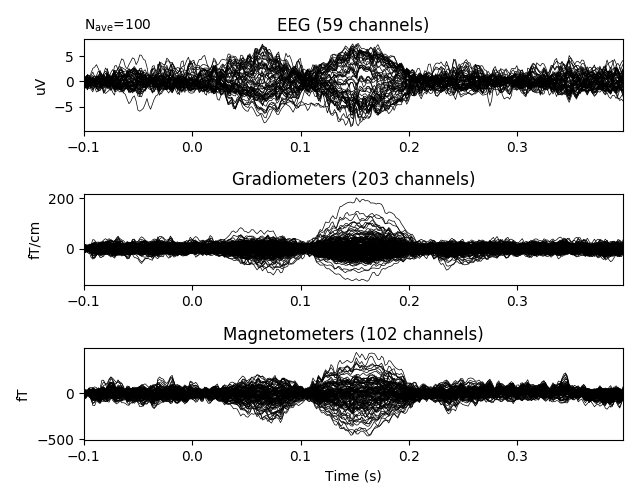 N_ave=100
EEG (59 channels)
5
0
−5
uV
−0.1 0.0 0.1 0.2 0.3
Gradiometers (203 channels)
200
0
fT/cm
−0.1 0.0 0.1 0.2 0.3
Magnetometers (102 channels)
0
−500
fT
−0.1 0.0 0.1 0.2 0.3
Time (s)